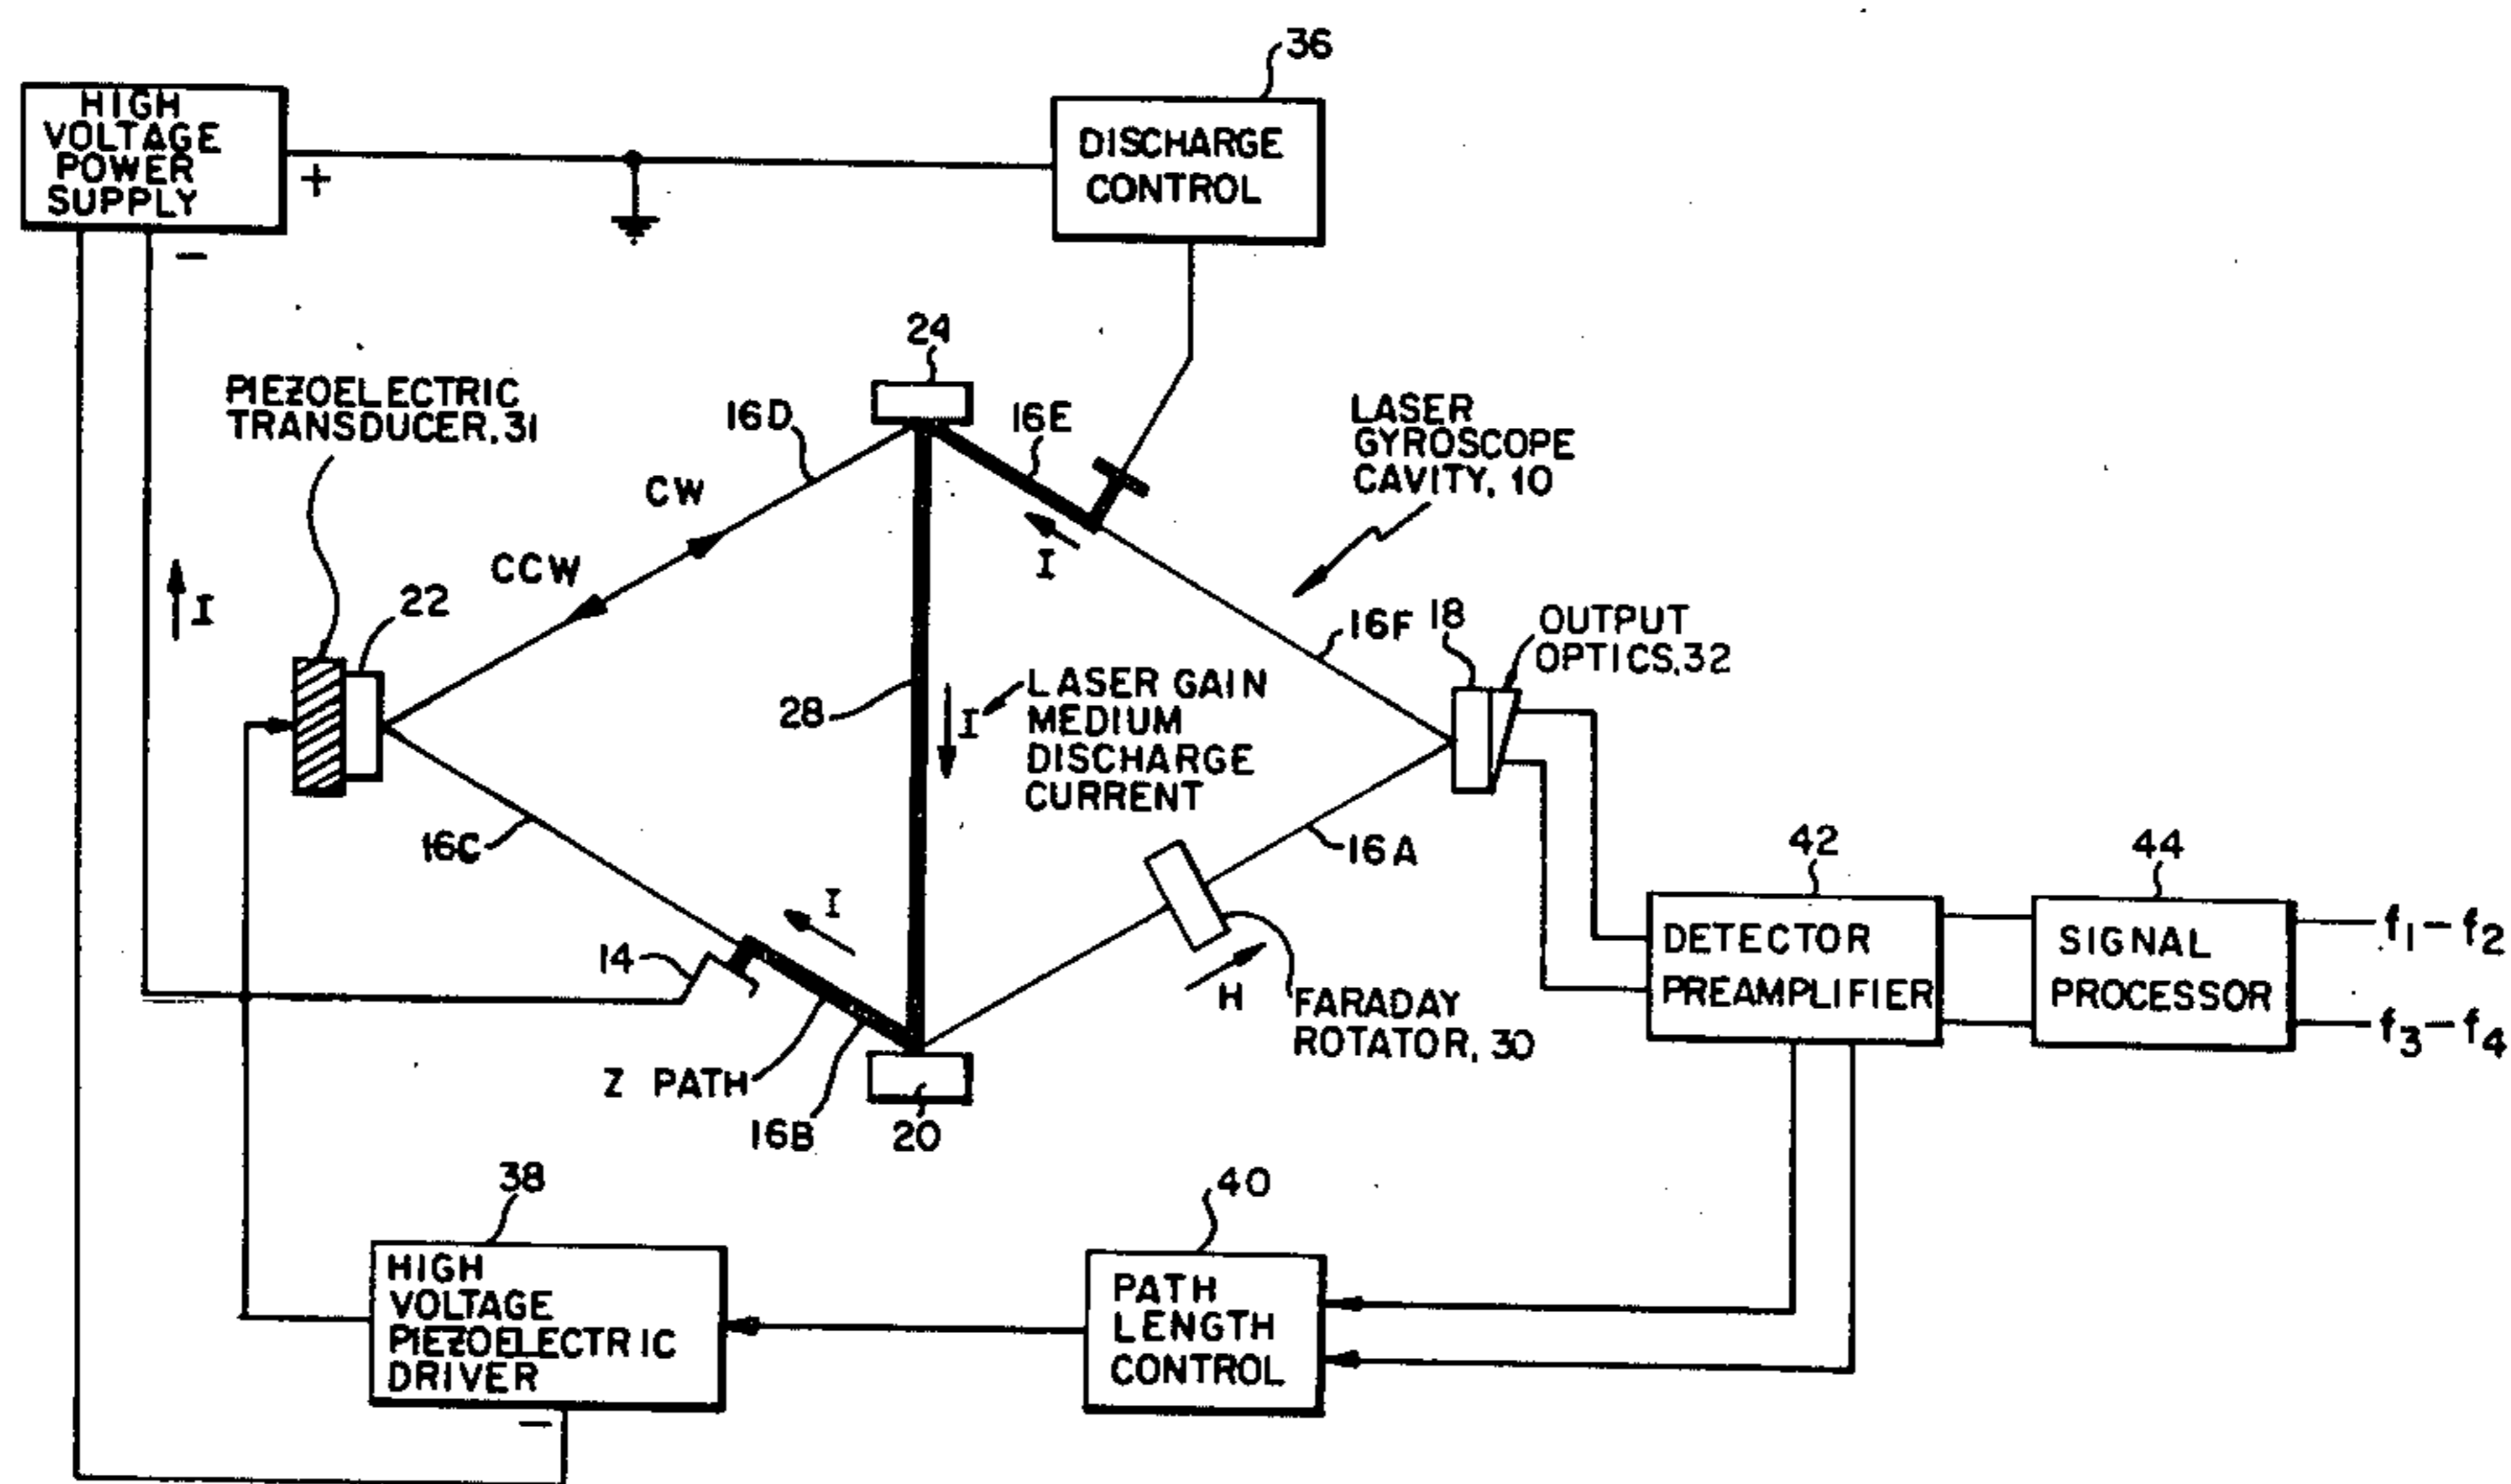 36
HIGH
VOLTAGE
POWER
SUPPLY
+
−
DISCHARGE
CONTROL
24
PIEZOELECTRIC
TRANSDUCER,31
16D
16E
LASER
GYROSCOPE
CAVITY, 10
CW
CCW
I
22
I
16F
18
OUTPUT
OPTICS,32
28
I
LASER GAIN
MEDIUM
DISCHARGE
CURRENT
16C
16A
42
44
I
14
H
FARADAY
ROTATOR, 30
DETECTOR
PREAMPLIFIER
SIGNAL
PROCESSOR
f1−f2
f3−f4
Z PATH
16B
20
38
40
HIGH
VOLTAGE
PIEZOELECTRIC
DRIVER
−
PATH
LENGTH
CONTROL